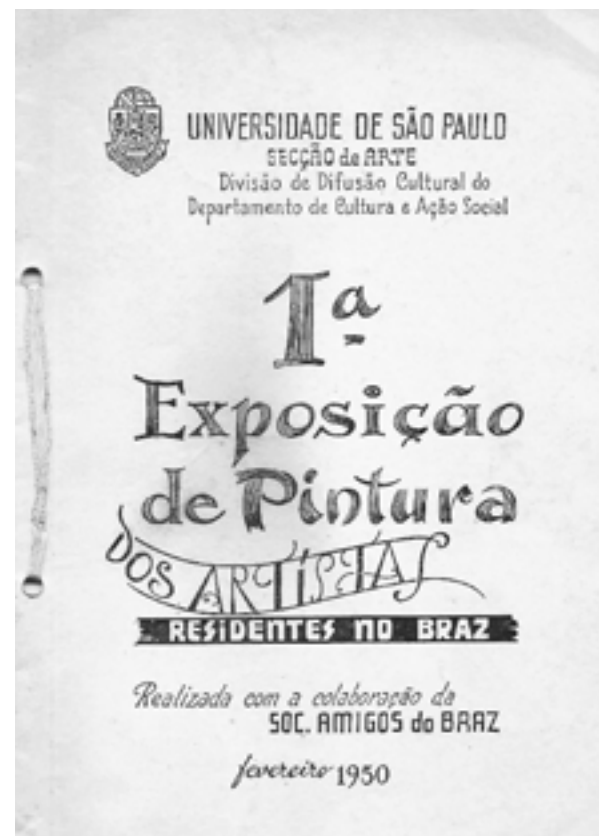 UNIVERSIDADE DE SÃO PAULO
SECÇÃO de ARTE
Divisão de Difusão Cultural do
Departamento de Cultura e Ação Social
1ª
Exposição
de Pintura
DOS ARTISTAS
RESIDENTES NO BRAZ
Realizada com a colaboração da
SOC. AMIGOS do BRAZ
fevereiro 1950